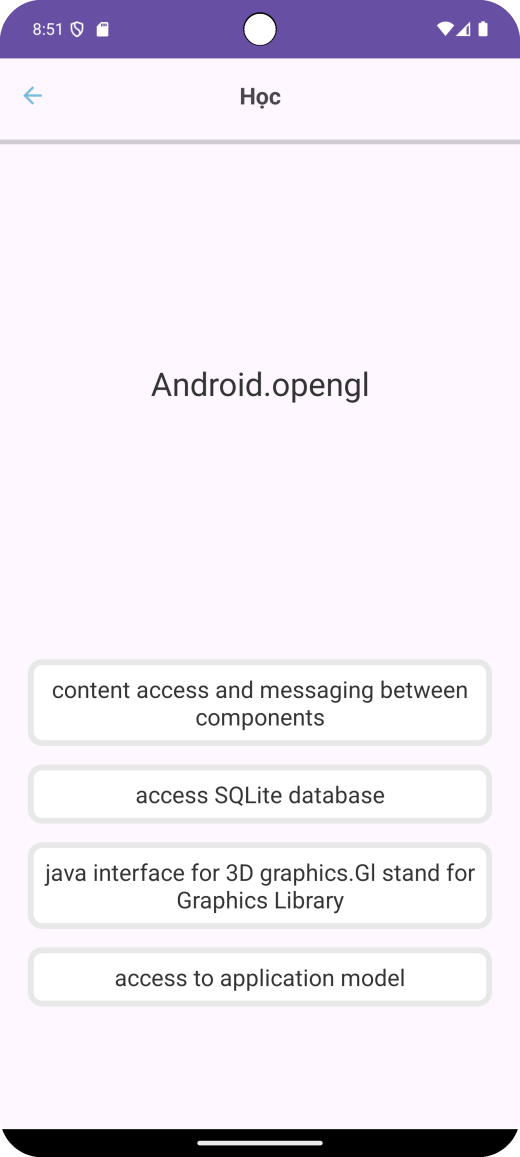 8:51
Học
Android.opengl
content access and messaging between
components
access SQLite database
java interface for 3D graphics.Gl stand for
Graphics Library
access to application model